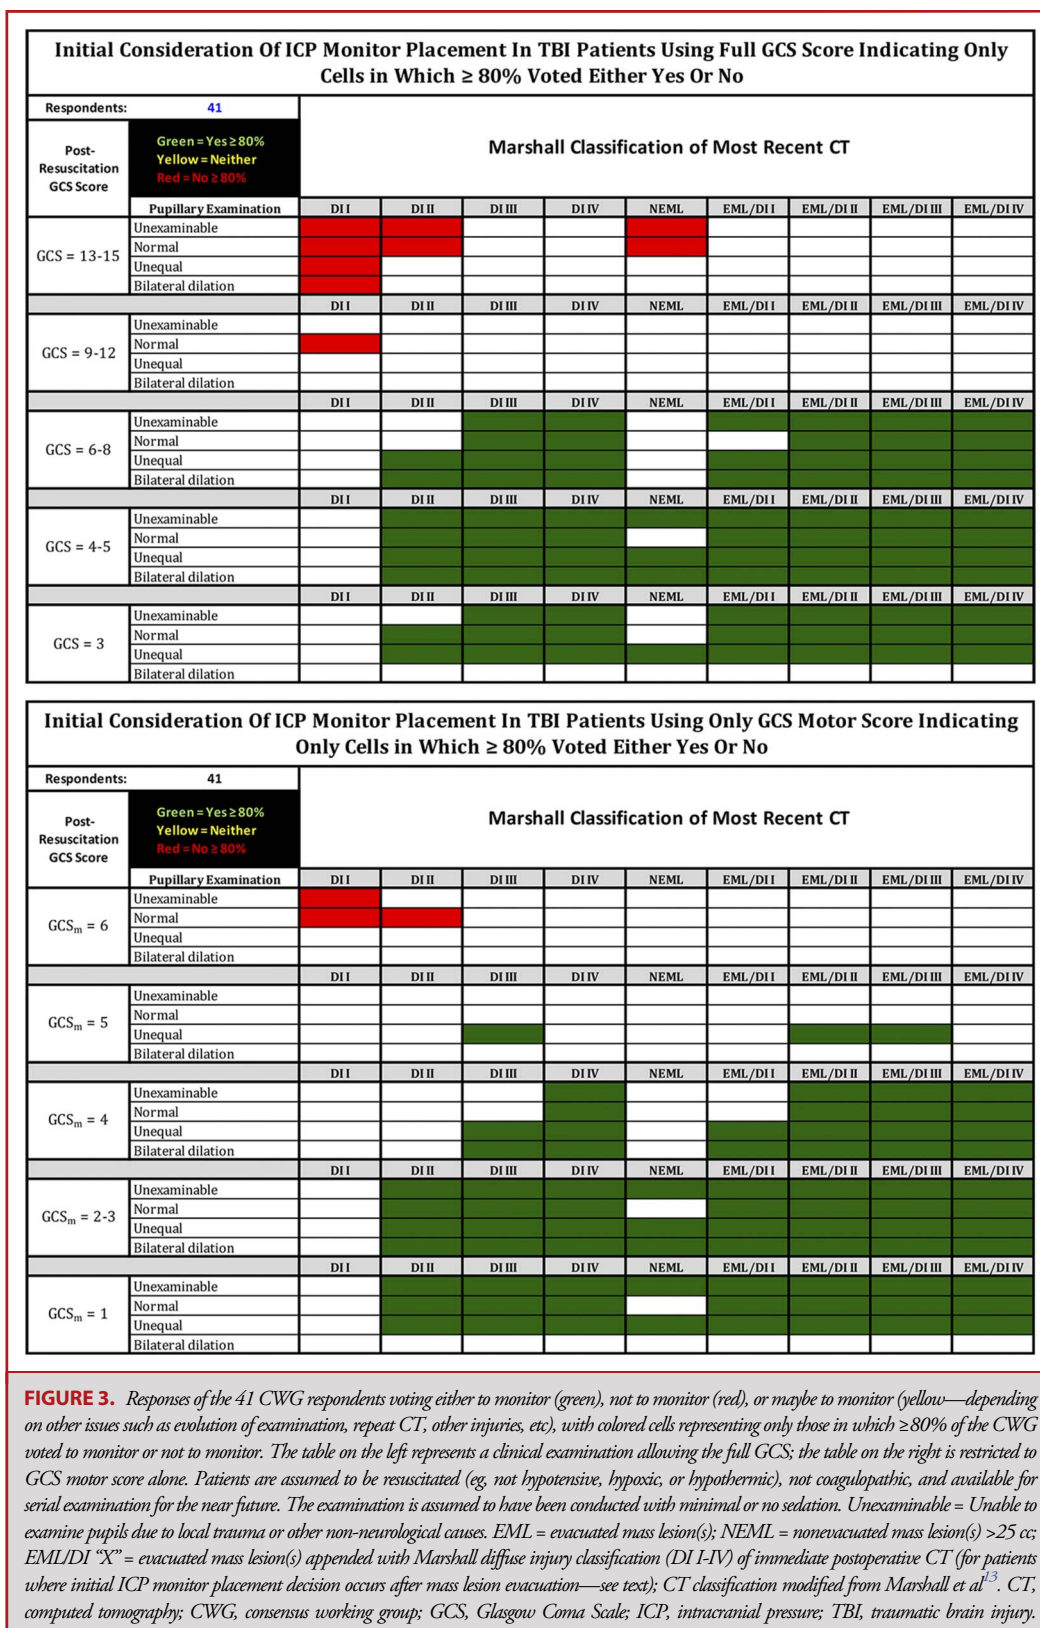 Initial Consideration Of ICP Monitor Placement In TBI Patients Using Full GCS Score Indicating Only
Cells in Which ≥ 80% Voted Either Yes Or No
Respondents: 41
Post-
Resuscitation
GCS Score
Green = Yes ≥ 80%
Yellow = Neither
Red = No ≥ 80%
Marshall Classification of Most Recent CT
Pupillary Examination DI I DI II DI III DI IV NEML EML/DI I EML/DI II EML/DI III EML/DI IV
GCS = 13-15
Unexaminable
Normal
Unequal
Bilateral dilation
DI I DI II DI III DI IV NEML EML/DI I EML/DI II EML/DI III EML/DI IV
GCS = 9-12
Unexaminable
Normal
Unequal
Bilateral dilation
DI I DI II DI III DI IV NEML EML/DI I EML/DI II EML/DI III EML/DI IV
GCS = 6-8
Unexaminable
Normal
Unequal
Bilateral dilation
DI I DI II DI III DI IV NEML EML/DI I EML/DI II EML/DI III EML/DI IV
GCS = 4-5
Unexaminable
Normal
Unequal
Bilateral dilation
DI I DI II DI III DI IV NEML EML/DI I EML/DI II EML/DI III EML/DI IV
GCS = 3
Unexaminable
Normal
Unequal
Bilateral dilation
Initial Consideration Of ICP Monitor Placement In TBI Patients Using Only GCS Motor Score Indicating
Only Cells in Which ≥ 80% Voted Either Yes Or No
Respondents: 41
Post-
Resuscitation
GCS Score
Green = Yes ≥ 80%
Yellow = Neither
Red = No ≥ 80%
Marshall Classification of Most Recent CT
Pupillary Examination DI I DI II DI III DI IV NEML EML/DI I EML/DI II EML/DI III EML/DI IV
GCSm = 6
Unexaminable
Normal
Unequal
Bilateral dilation
DI I DI II DI III DI IV NEML EML/DI I EML/DI II EML/DI III EML/DI IV
GCSm = 5
Unexaminable
Normal
Unequal
Bilateral dilation
DI I DI II DI III DI IV NEML EML/DI I EML/DI II EML/DI III EML/DI IV
GCSm = 4
Unexaminable
Normal
Unequal
Bilateral dilation
DI I DI II DI III DI IV NEML EML/DI I EML/DI II EML/DI III EML/DI IV
GCSm = 2-3
Unexaminable
Normal
Unequal
Bilateral dilation
DI I DI II DI III DI IV NEML EML/DI I EML/DI II EML/DI III EML/DI IV
GCSm = 1
Unexaminable
Normal
Unequal
Bilateral dilation
FIGURE 3. Responses of the 41 CWG respondents voting either to monitor (green), not to monitor (red), or maybe to monitor (yellow—depending
on other issues such as evolution of examination, repeat CT, other injuries, etc), with colored cells representing only those in which ≥80% of the CWG
voted to monitor or not to monitor. The table on the left represents a clinical examination allowing the full GCS; the table on the right is restricted to
GCS motor score alone. Patients are assumed to be resuscitated (eg, not hypotensive, hypoxic, or hypothermic), not coagulopathic, and available for
serial examination for the near future. The examination is assumed to have been conducted with minimal or no sedation. Unexaminable = Unable to
examine pupils due to local trauma or other non-neurological causes. EML = evacuated mass lesion(s); NEML = nonevacuated mass lesion(s) >25 cc;
EML/DI “X” = evacuated mass lesion(s) appended with Marshall diffuse injury classification (DI I-IV) of immediate postoperative CT (for patients
where initial ICP monitor placement decision occurs after mass lesion evacuation—see text); CT classification modified from Marshall et al13. CT,
computed tomography; CWG, consensus working group; GCS, Glasgow Coma Scale; ICP, intracranial pressure; TBI, traumatic brain injury.